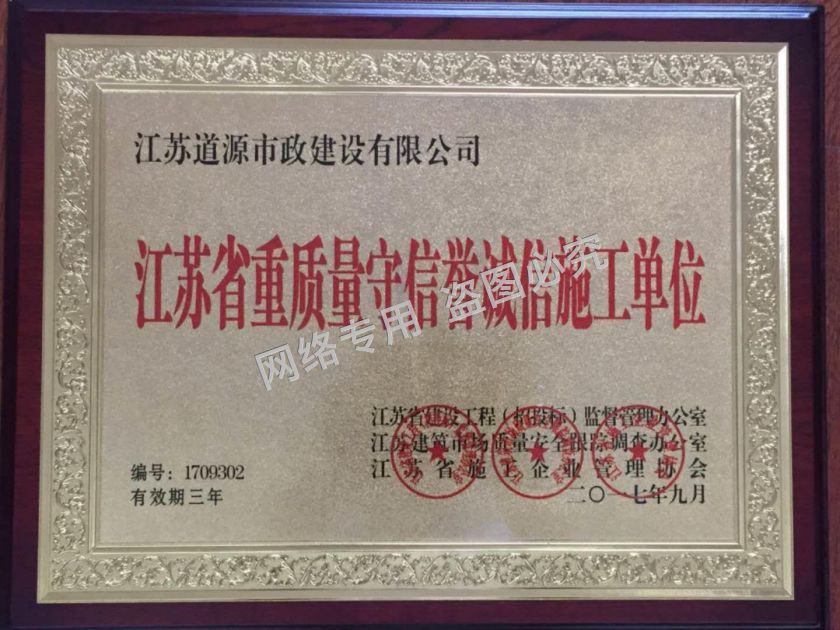 江苏道源市政建设有限公司
江苏省重质量守信誉诚信施工单位
网络专用 盗图必究
江苏省建设工程（招投标）监督管理办公室
江苏建筑市场质量安全跟踪调查办公室
江苏省施工企业管理协会
编号：1709302
有效期三年
二〇一七年九月